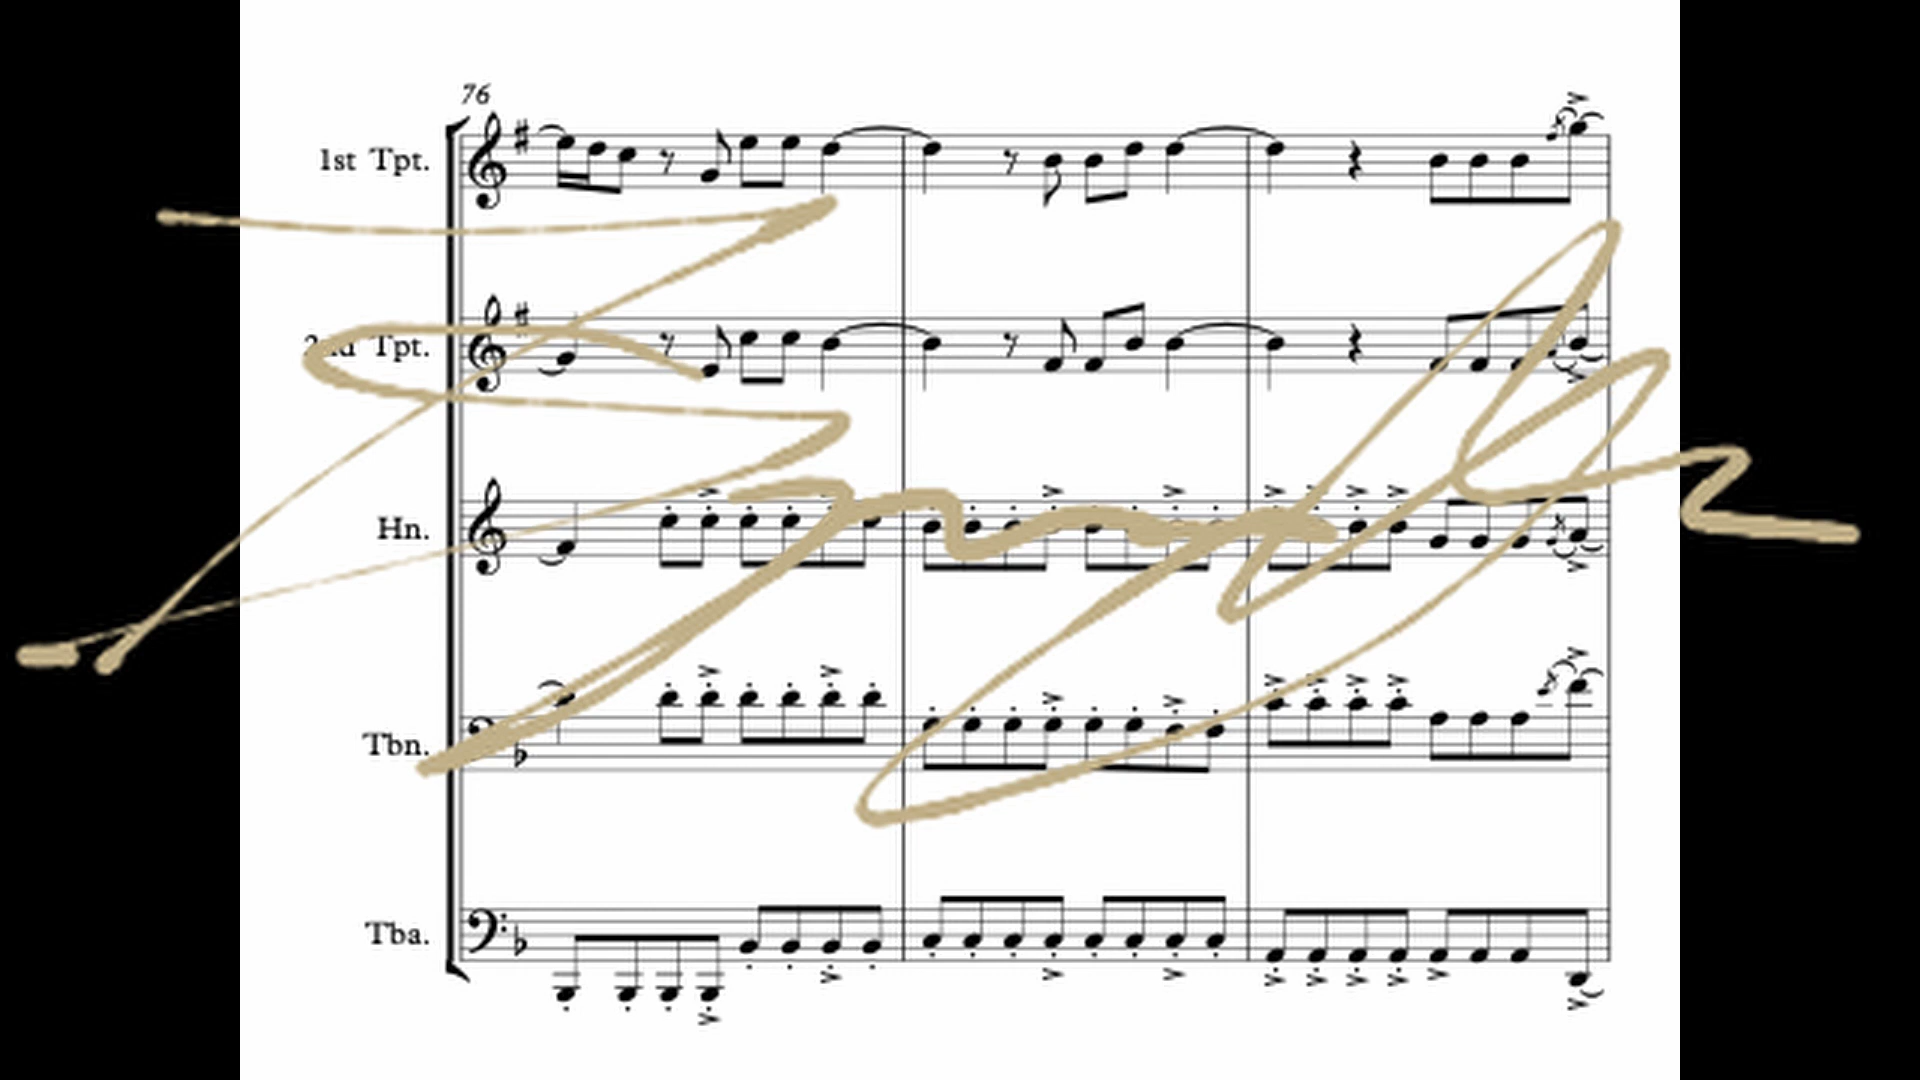 76
1st Tpt.
2nd Tpt.
Hn.
Tbn.
Tba.